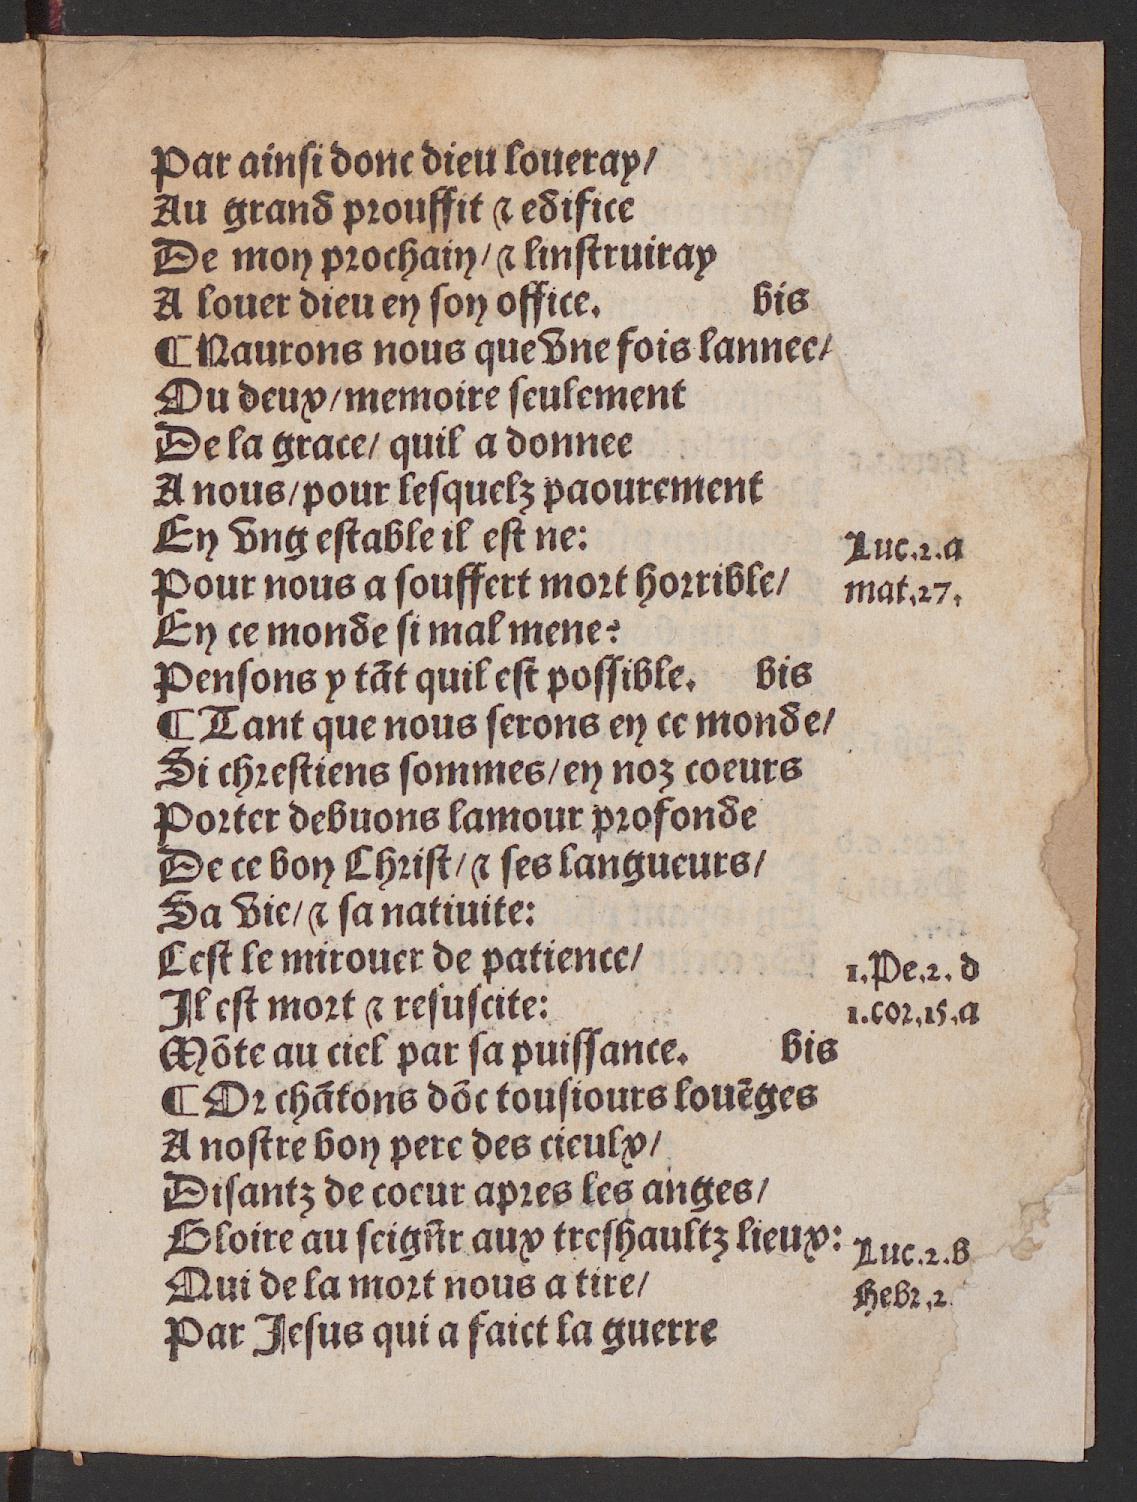 Par ainsi donc dieu loueray/
Au grand prouffit ⁊ edifice
De mon prochain/⁊ linstruiray
A louer dieu en son office. bis
¶ Naurons nous que vne fois lannee/
Ou deux/memoire seulement
De la grace/ quil a donnee
A nous/pour lesquelz paourement
En vng estable il est ne: Luc.2.a
Pour nous a souffert mort horrible/ mat.27.
En ce monde si mal mene:
Pensons y tãt quil est possible. bis
¶ Tant que nous serons en ce monde/
Si chrestiens sommes/en noz coeurs
Porter debuons lamour profonde
De ce bon Christ/⁊ ses langueurs/
Sa vie/⁊ sa natiuite:
Cest le mirouer de patience/ 1.Pe.2.d
Il est mort ⁊ resuscite: 1.cor.15.a
Mõte au ciel par sa puissance. bis
¶ Or chãtons dõc tousiours louẽges
A nostre bon pere des cieulx/
Disantz de coeur apres les anges/
Gloire au seigñr aux treshaultz lieux: Luc.2.b
Qui de la mort nous a tire/ Hebr.2
Par Jesus qui a faict la guerre